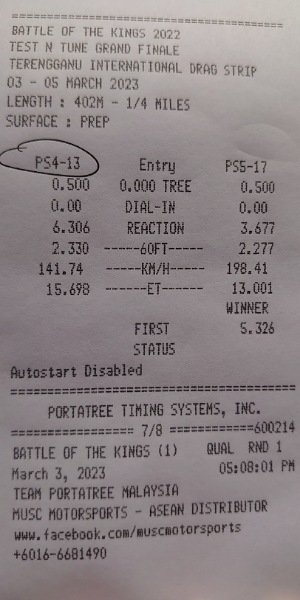 ================================
BATTLE OF THE KINGS 2022
TEST N TUNE GRAND FINALE
TERENGGANU INTERNATIONAL DRAG STRIP
03 - 05 MARCH 2023
LENGTH : 402M - 1/4 MILES
SURFACE : PREP
PS4-13 Entry PS5-17
0.500 0.000 TREE 0.500
0.00 DIAL-IN 0.00
6.306 REACTION 3.677
2.330 ------60FT----- 2.277
141.74 ------KM/H----- 198.41
15.698 -------ET------ 13.001
WINNER
FIRST 5.326
STATUS
Autostart Disabled
========================================
PORTATREE TIMING SYSTEMS, INC.
================= 7/8 ============600214
BATTLE OF THE KINGS (1) QUAL RND 1
March 3, 2023 05:08:01 PM
TEAM PORTATREE MALAYSIA
MUSC MOTORSPORTS - ASEAN DISTRIBUTOR
www.facebook.com/muscmotorsports
+6016-6681490